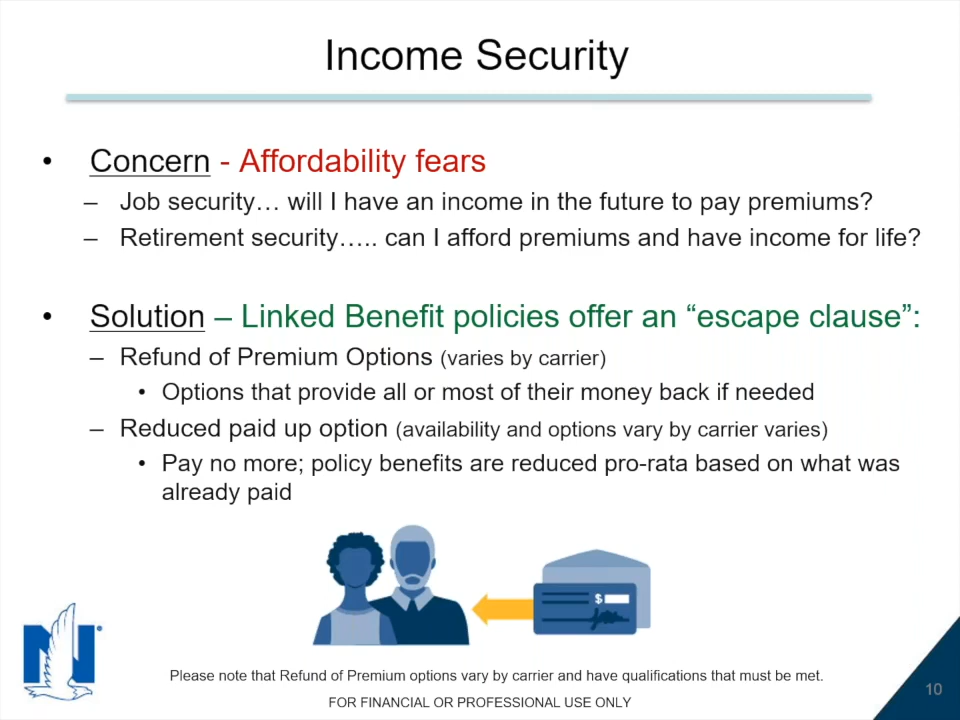 Income Security
• Concern - Affordability fears
– Job security… will I have an income in the future to pay premiums?
– Retirement security….. can I afford premiums and have income for life?
• Solution – Linked Benefit policies offer an “escape clause”:
– Refund of Premium Options (varies by carrier)
• Options that provide all or most of their money back if needed
– Reduced paid up option (availability and options vary by carrier varies)
• Pay no more; policy benefits are reduced pro-rata based on what was
already paid
$
N
Please note that Refund of Premium options vary by carrier and have qualifications that must be met.
FOR FINANCIAL OR PROFESSIONAL USE ONLY
10